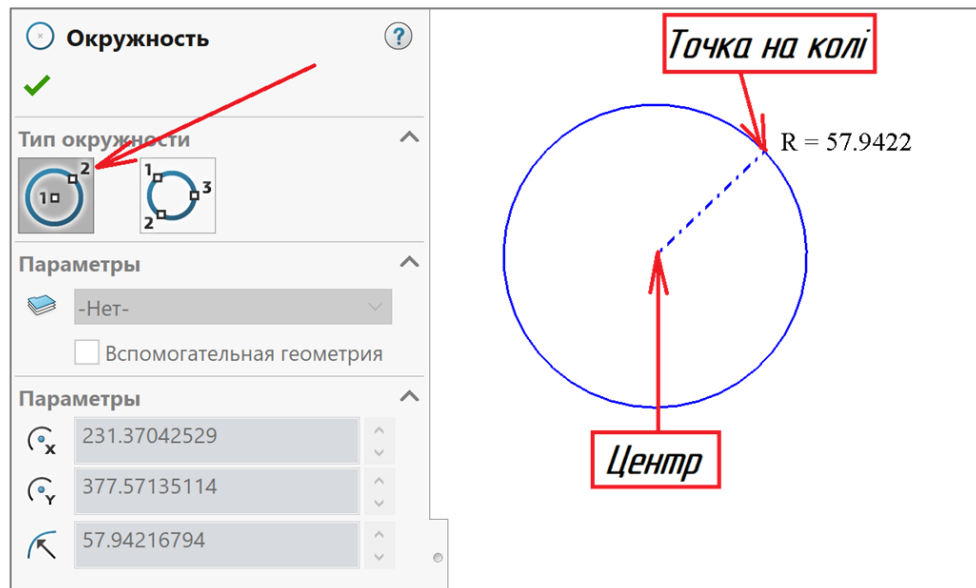 Окружность
?
Тип окружности
1 2
1 2 3
Параметры
-Нет-
Вспомогательная геометрия
Параметры
X 231.37042529
Y 377.57135114
57.94216794
Точка на колі
R = 57.9422
Центр